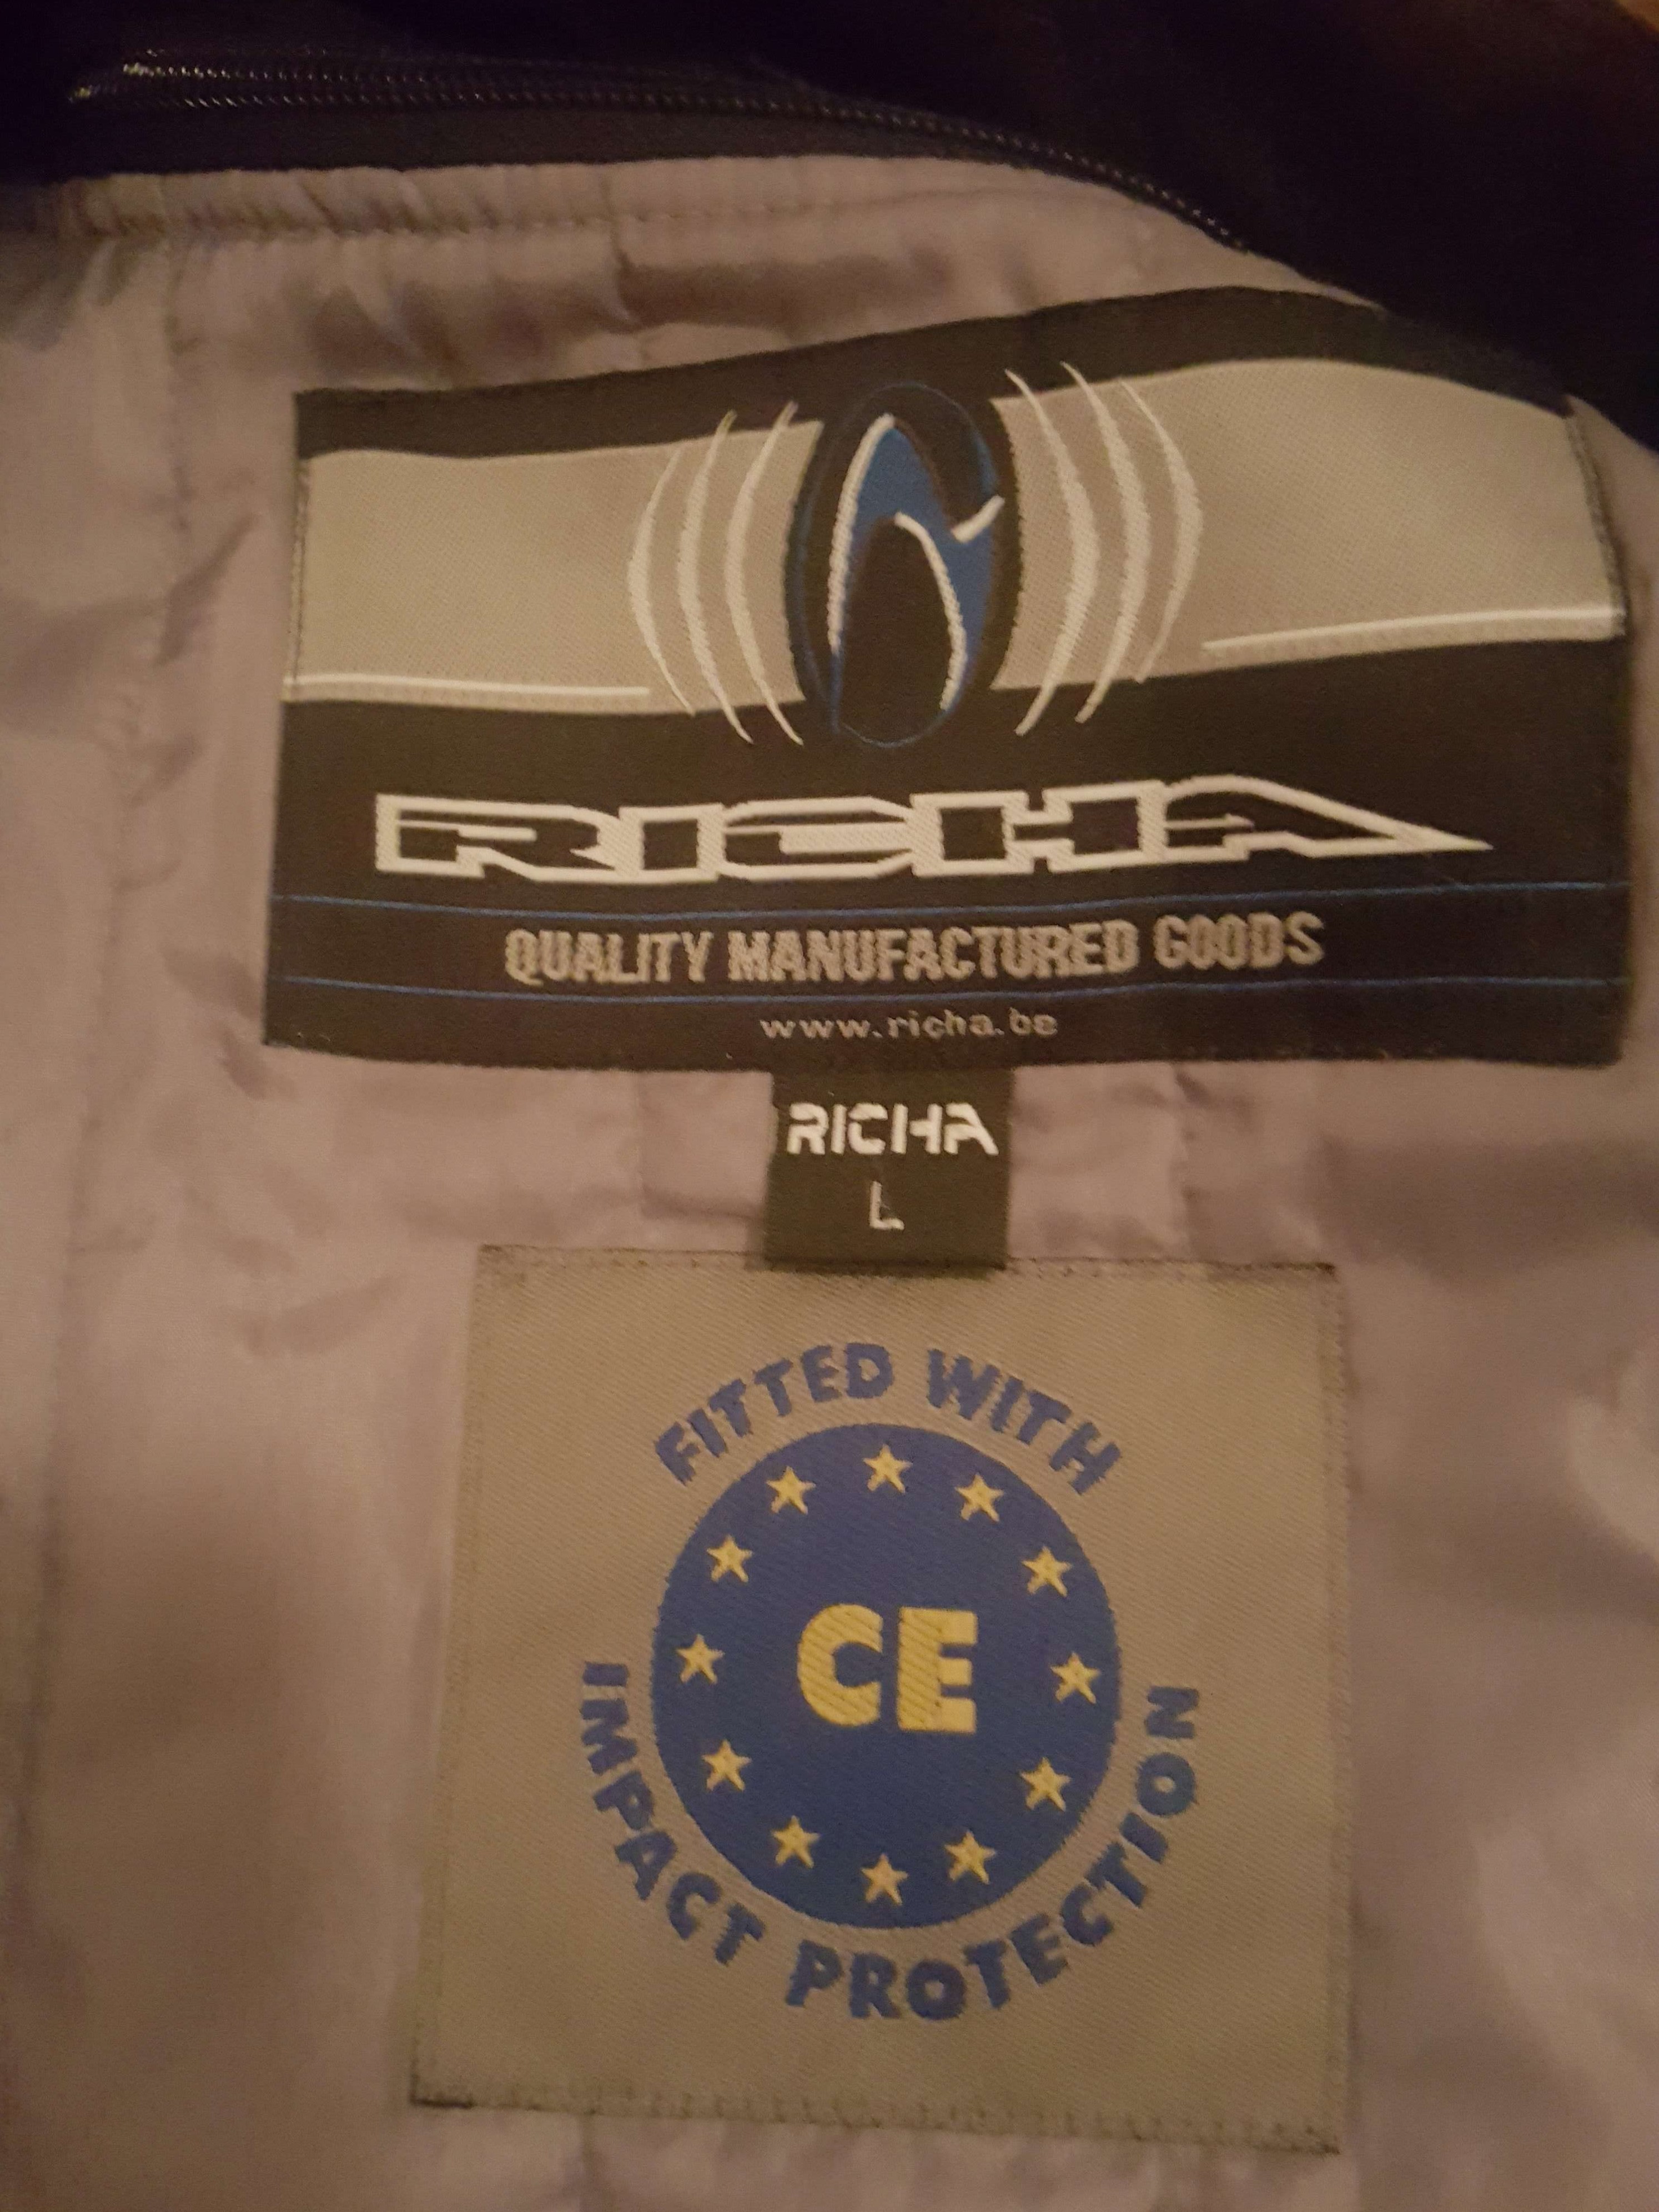 RICHA
QUALITY MANUFACTURED GOODS
www.richa.be
RICHA
L
FITTED WITH
CE
IMPACT PROTECTION